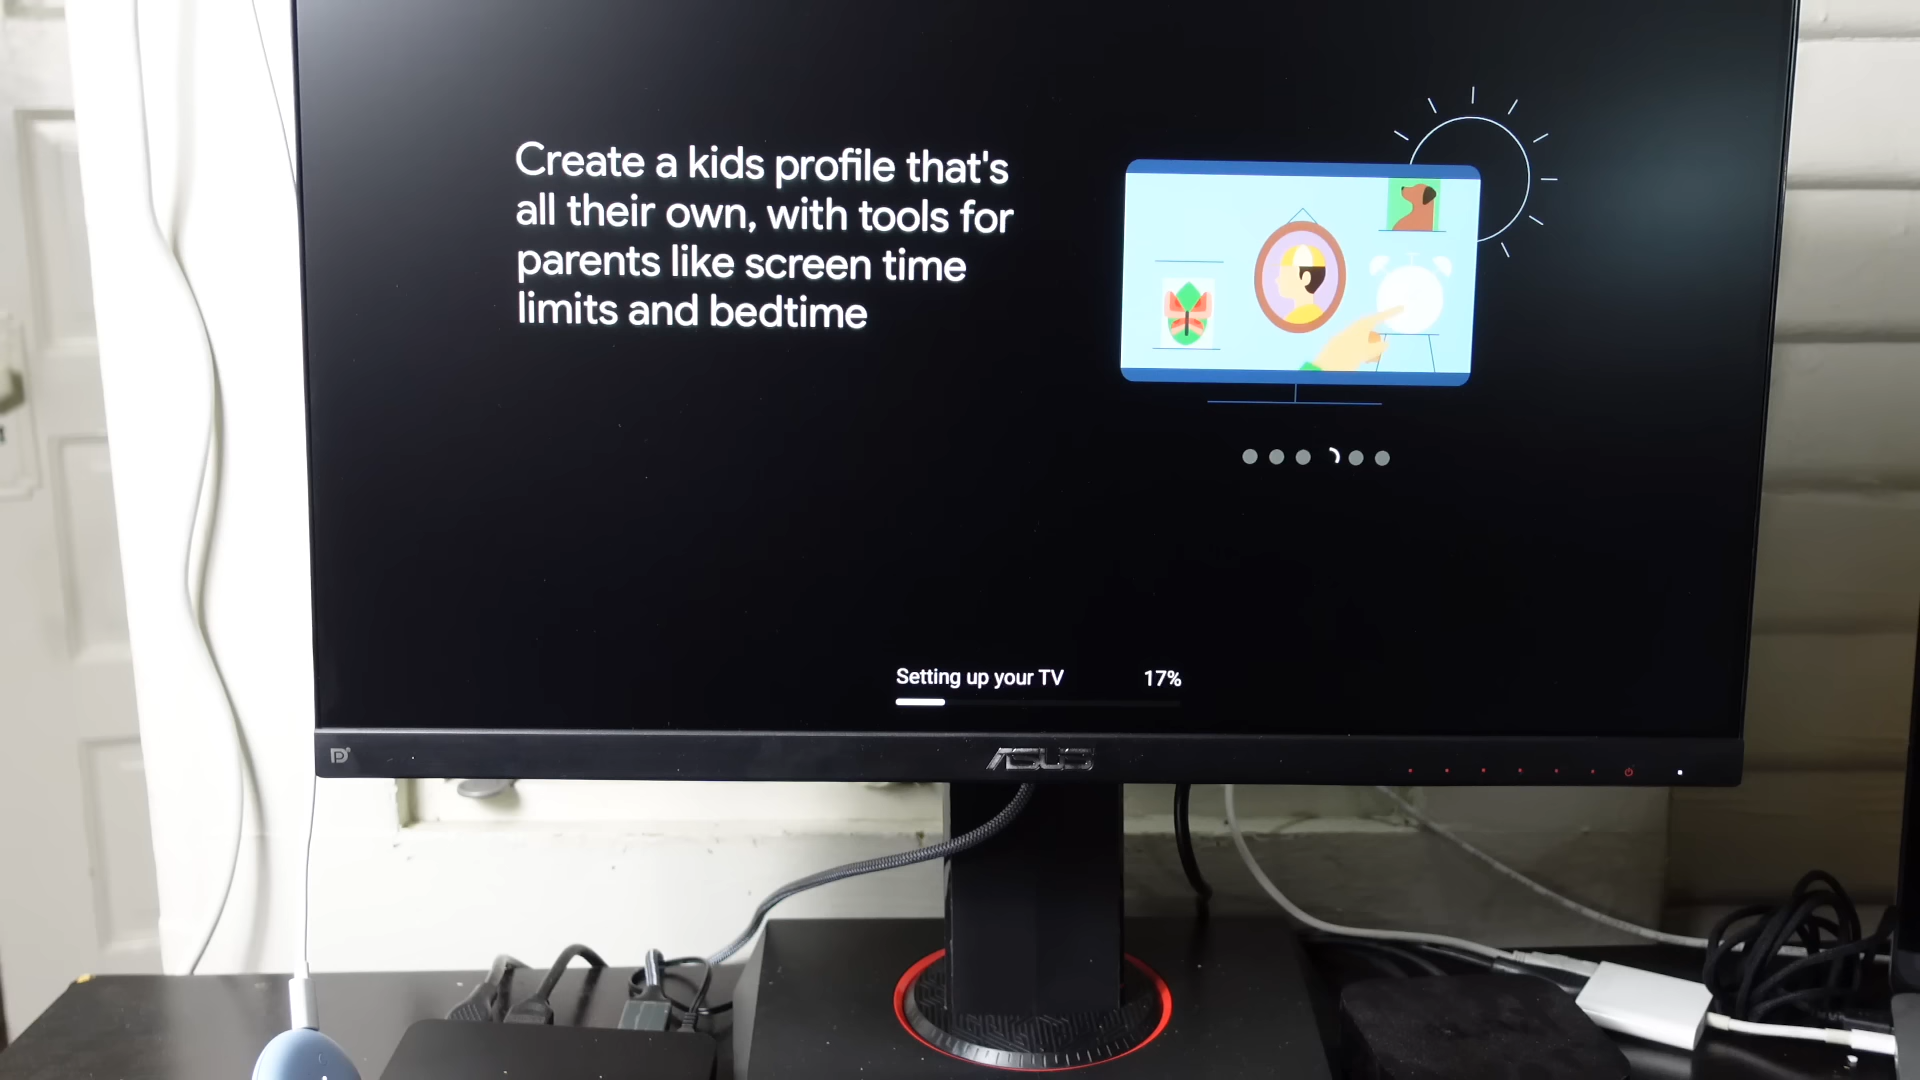 Create a kids profile that's
all their own, with tools for
parents like screen time
limits and bedtime
Setting up your TV 17%
ASUS